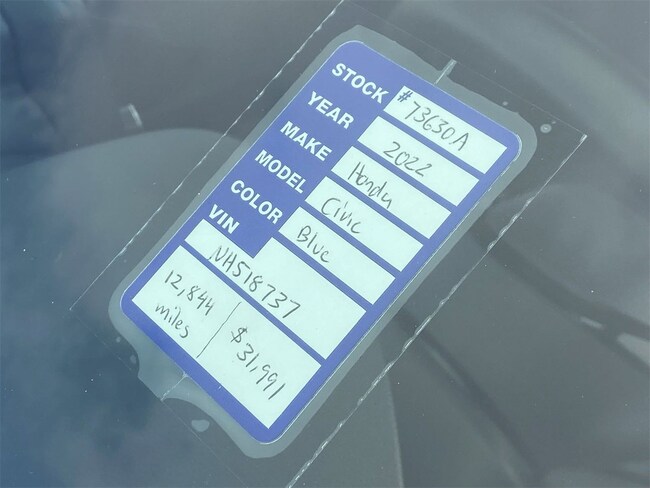 STOCK #73630A
YEAR 2022
MAKE Honda
MODEL Civic
COLOR Blue
VIN NH518737
12,844 miles
$31,991